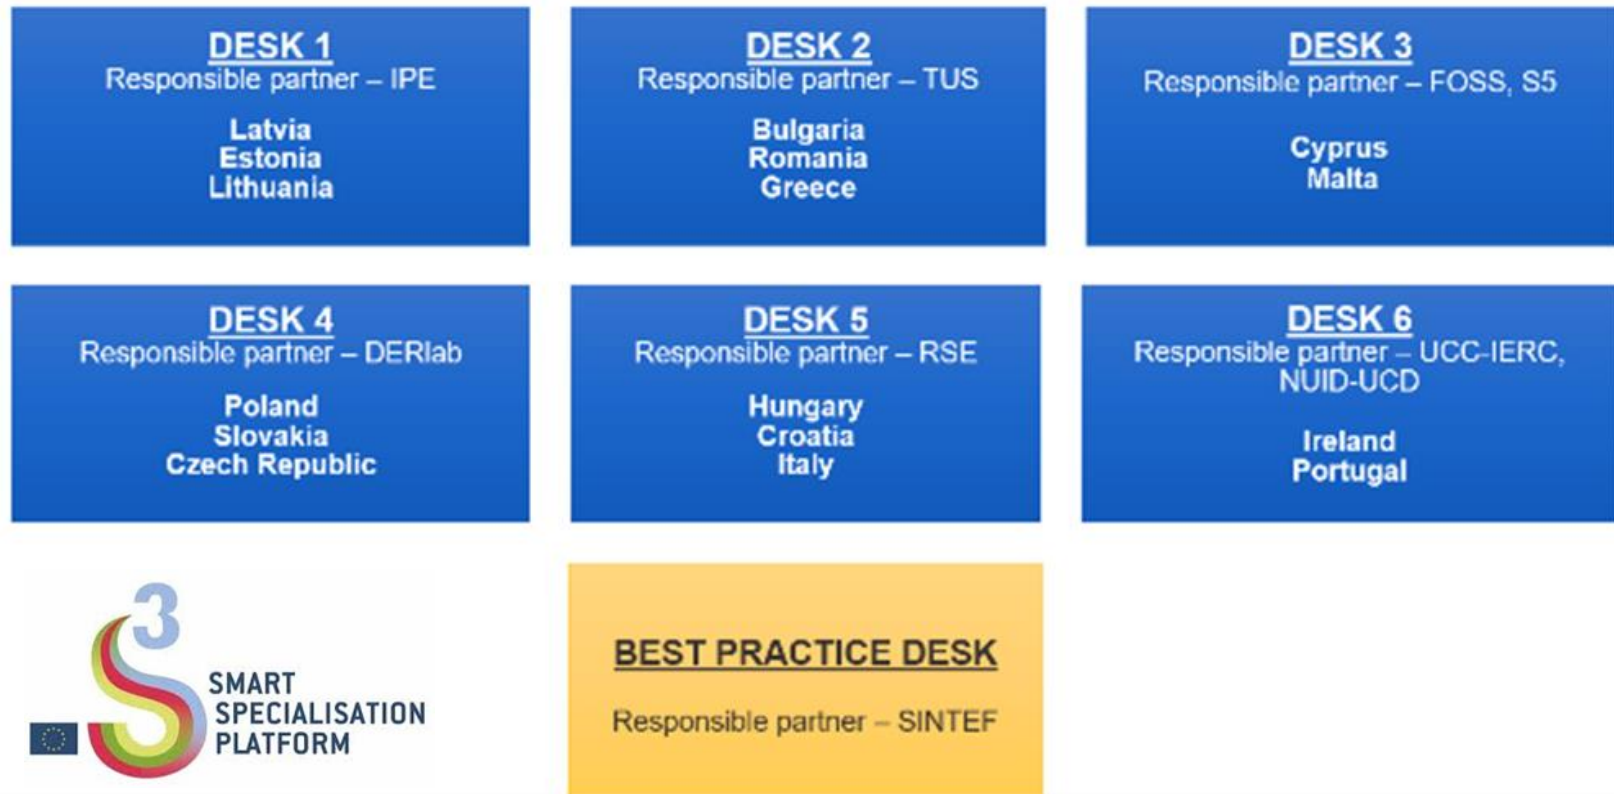 DESK 1
Responsible partner – IPE
Latvia
Estonia
Lithuania
DESK 2
Responsible partner – TUS
Bulgaria
Romania
Greece
DESK 3
Responsible partner – FOSS, S5
Cyprus
Malta
DESK 4
Responsible partner – DERlab
Poland
Slovakia
Czech Republic
DESK 5
Responsible partner – RSE
Hungary
Croatia
Italy
DESK 6
Responsible partner – UCC-IERC,
NUID-UCD
Ireland
Portugal
S3
SMART
SPECIALISATION
PLATFORM
BEST PRACTICE DESK
Responsible partner – SINTEF